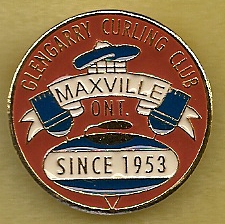 GLENGARRY CURLING CLUB
MAXVILLE
ONT.
SINCE 1953